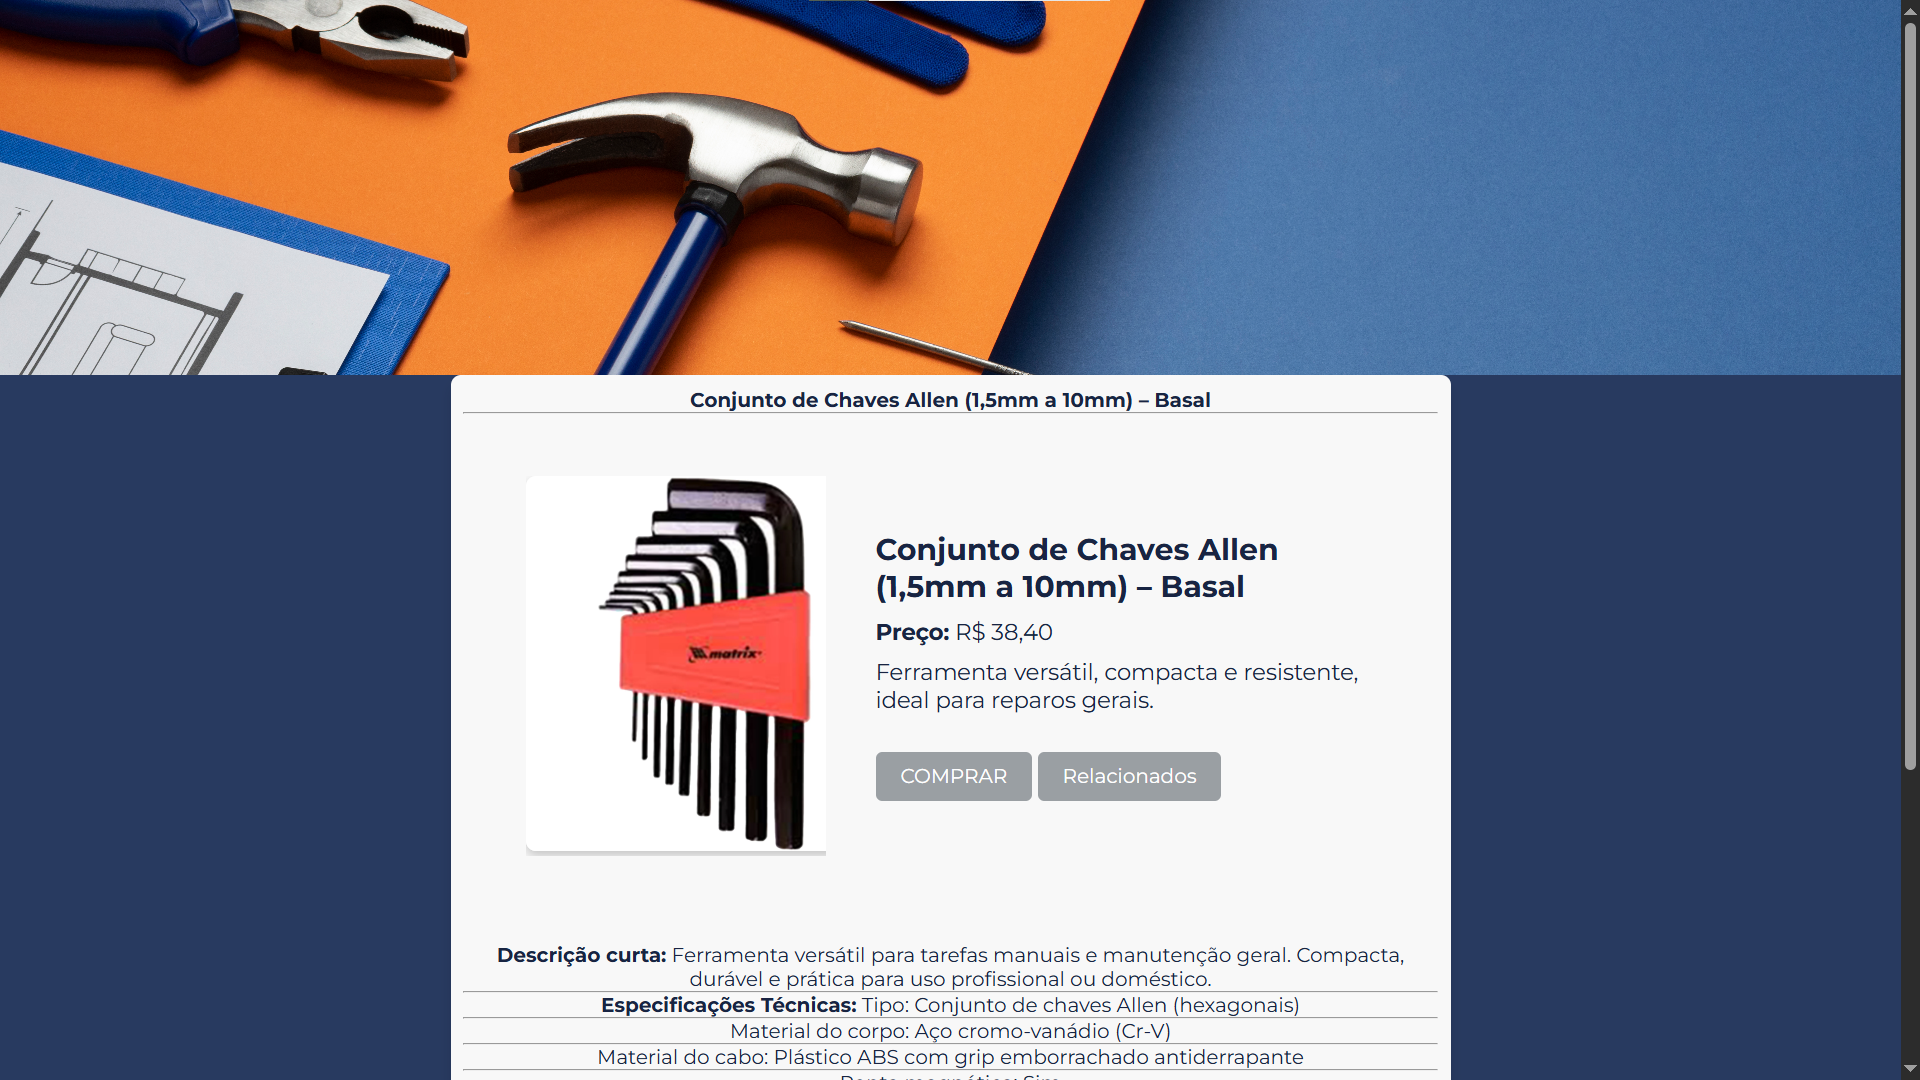 Conjunto de Chaves Allen (1,5mm a 10mm) – Basal
matrix
Conjunto de Chaves Allen
(1,5mm a 10mm) – Basal
Preço: R$ 38,40
Ferramenta versátil, compacta e resistente,
ideal para reparos gerais.
COMPRAR
Relacionados
Descrição curta: Ferramenta versátil para tarefas manuais e manutenção geral. Compacta,
durável e prática para uso profissional ou doméstico.
Especificações Técnicas: Tipo: Conjunto de chaves Allen (hexagonais)
Material do corpo: Aço cromo-vanádio (Cr-V)
Material do cabo: Plástico ABS com grip emborrachado antiderrapante